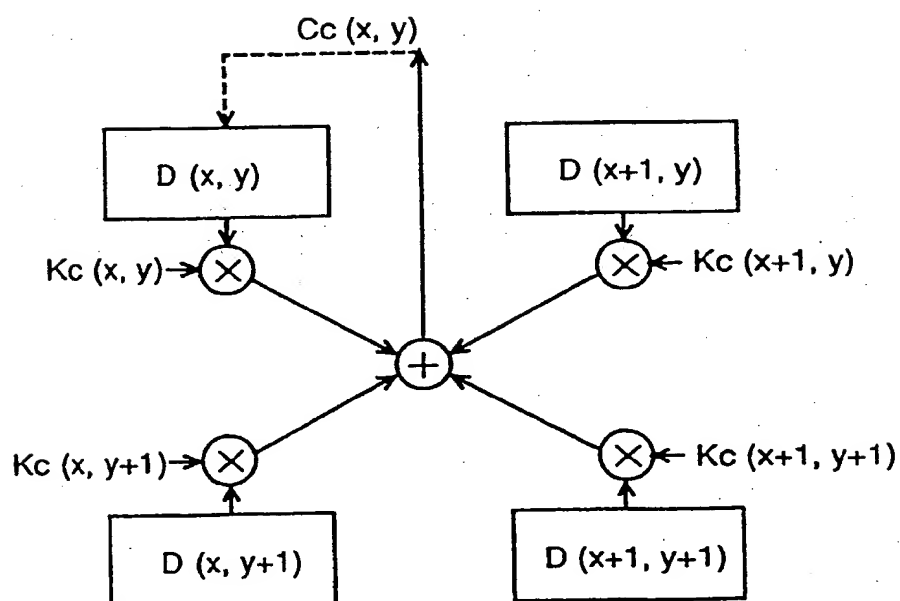 Cc (x, y)
D (x, y)
D (x+1, y)
Kc (x, y)
×
×
Kc (x+1, y)
+
Kc (x, y+1)
×
×
Kc (x+1, y+1)
D (x, y+1)
D (x+1, y+1)